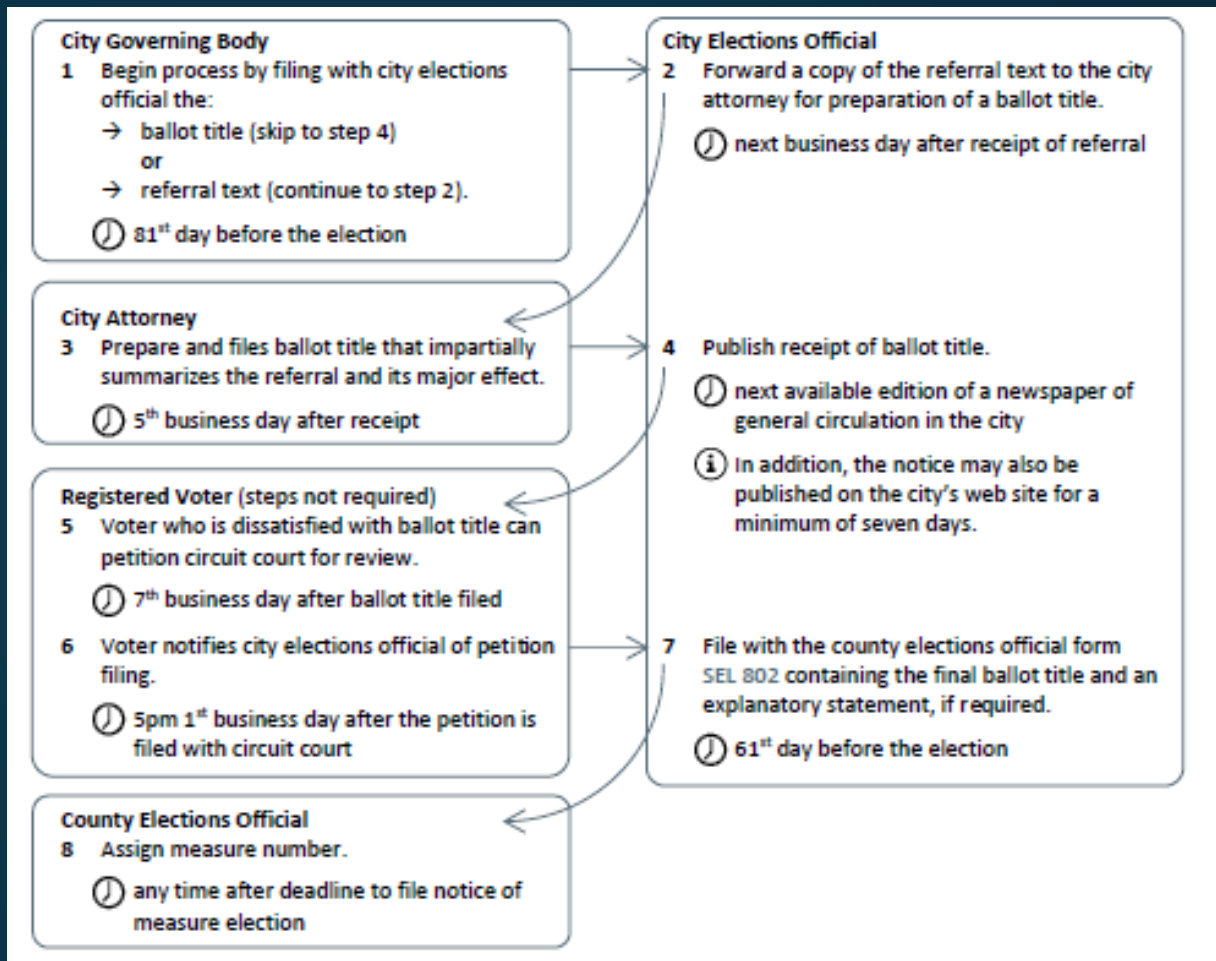 City Governing Body
1 Begin process by filing with city elections
official the:
→ ballot title (skip to step 4)
or
→ referral text (continue to step 2).
81st day before the election
City Elections Official
2 Forward a copy of the referral text to the city
attorney for preparation of a ballot title.
next business day after receipt of referral
City Attorney
3 Prepare and files ballot title that impartially
summarizes the referral and its major effect.
5th business day after receipt
4 Publish receipt of ballot title.
next available edition of a newspaper of
general circulation in the city
In addition, the notice may also be
published on the city's web site for a
minimum of seven days.
Registered Voter (steps not required)
5 Voter who is dissatisfied with ballot title can
petition circuit court for review.
7th business day after ballot title filed
6 Voter notifies city elections official of petition
filing.
5pm 1st business day after the petition is
filed with circuit court
7 File with the county elections official form
SEL 802 containing the final ballot title and an
explanatory statement, if required.
61st day before the election
County Elections Official
8 Assign measure number.
any time after deadline to file notice of
measure election